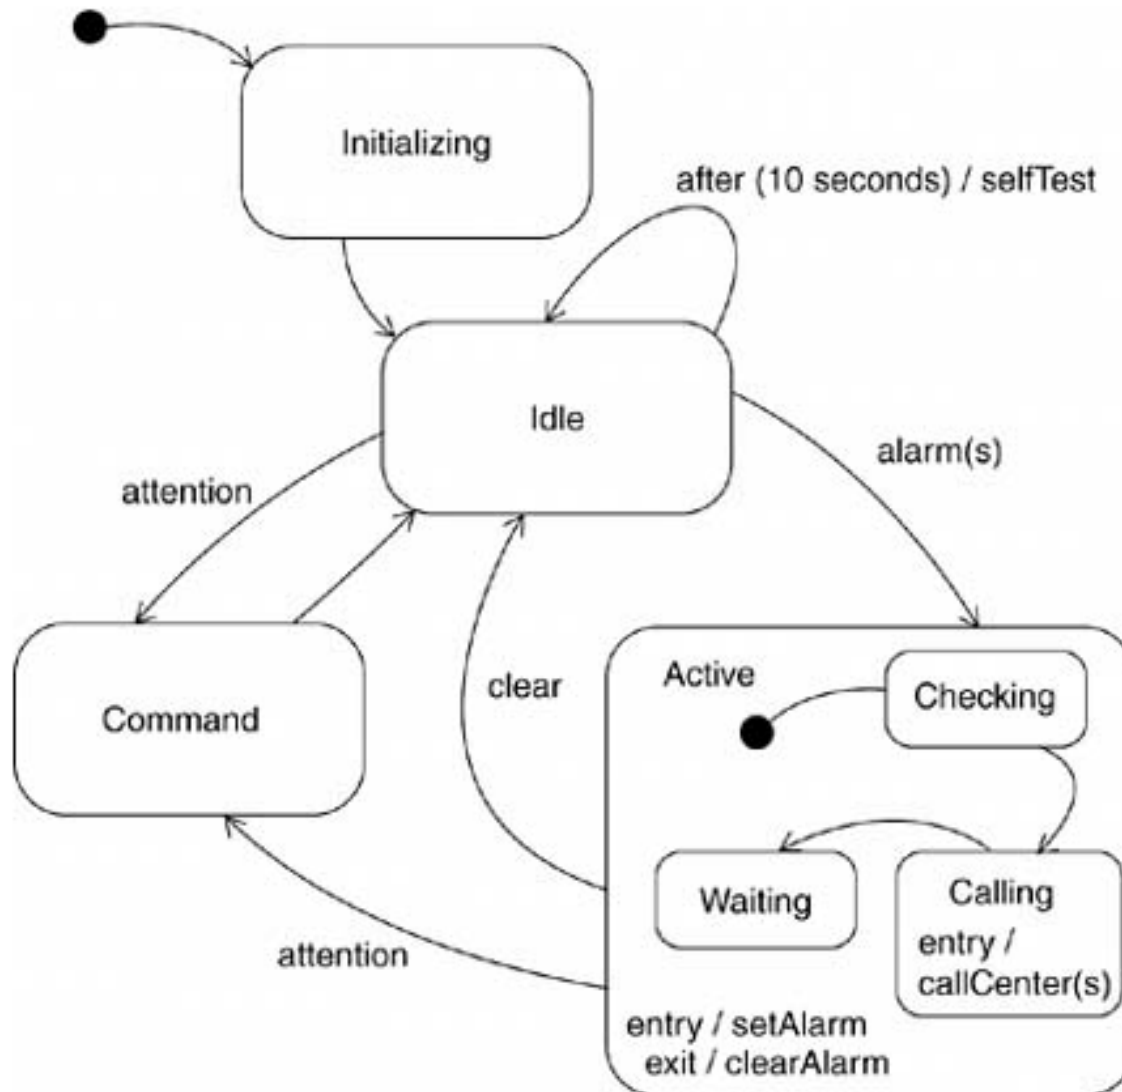 Initializing
after (10 seconds) / selfTest
Idle
alarm(s)
attention
Command
clear
Active
Checking
Waiting
Calling
entry /
callCenter(s)
attention
entry / setAlarm
exit / clearAlarm